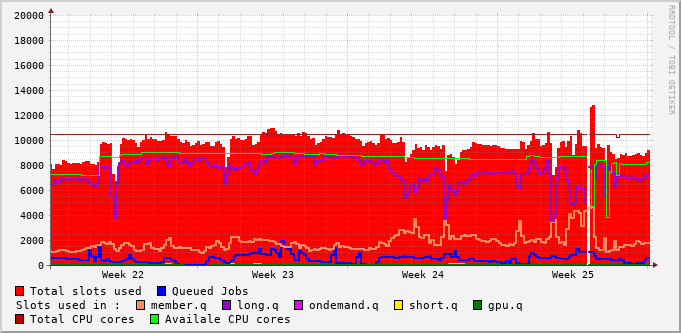 20000
18000
16000
14000
12000
10000
8000
6000
4000
2000
0
Week 22 Week 23 Week 24 Week 25
Total slots used Queued Jobs
Slots used in : member.q long.q ondemand.q short.q gpu.q
Total CPU cores Availale CPU cores
RRDTOOL / TOBI OETIKER